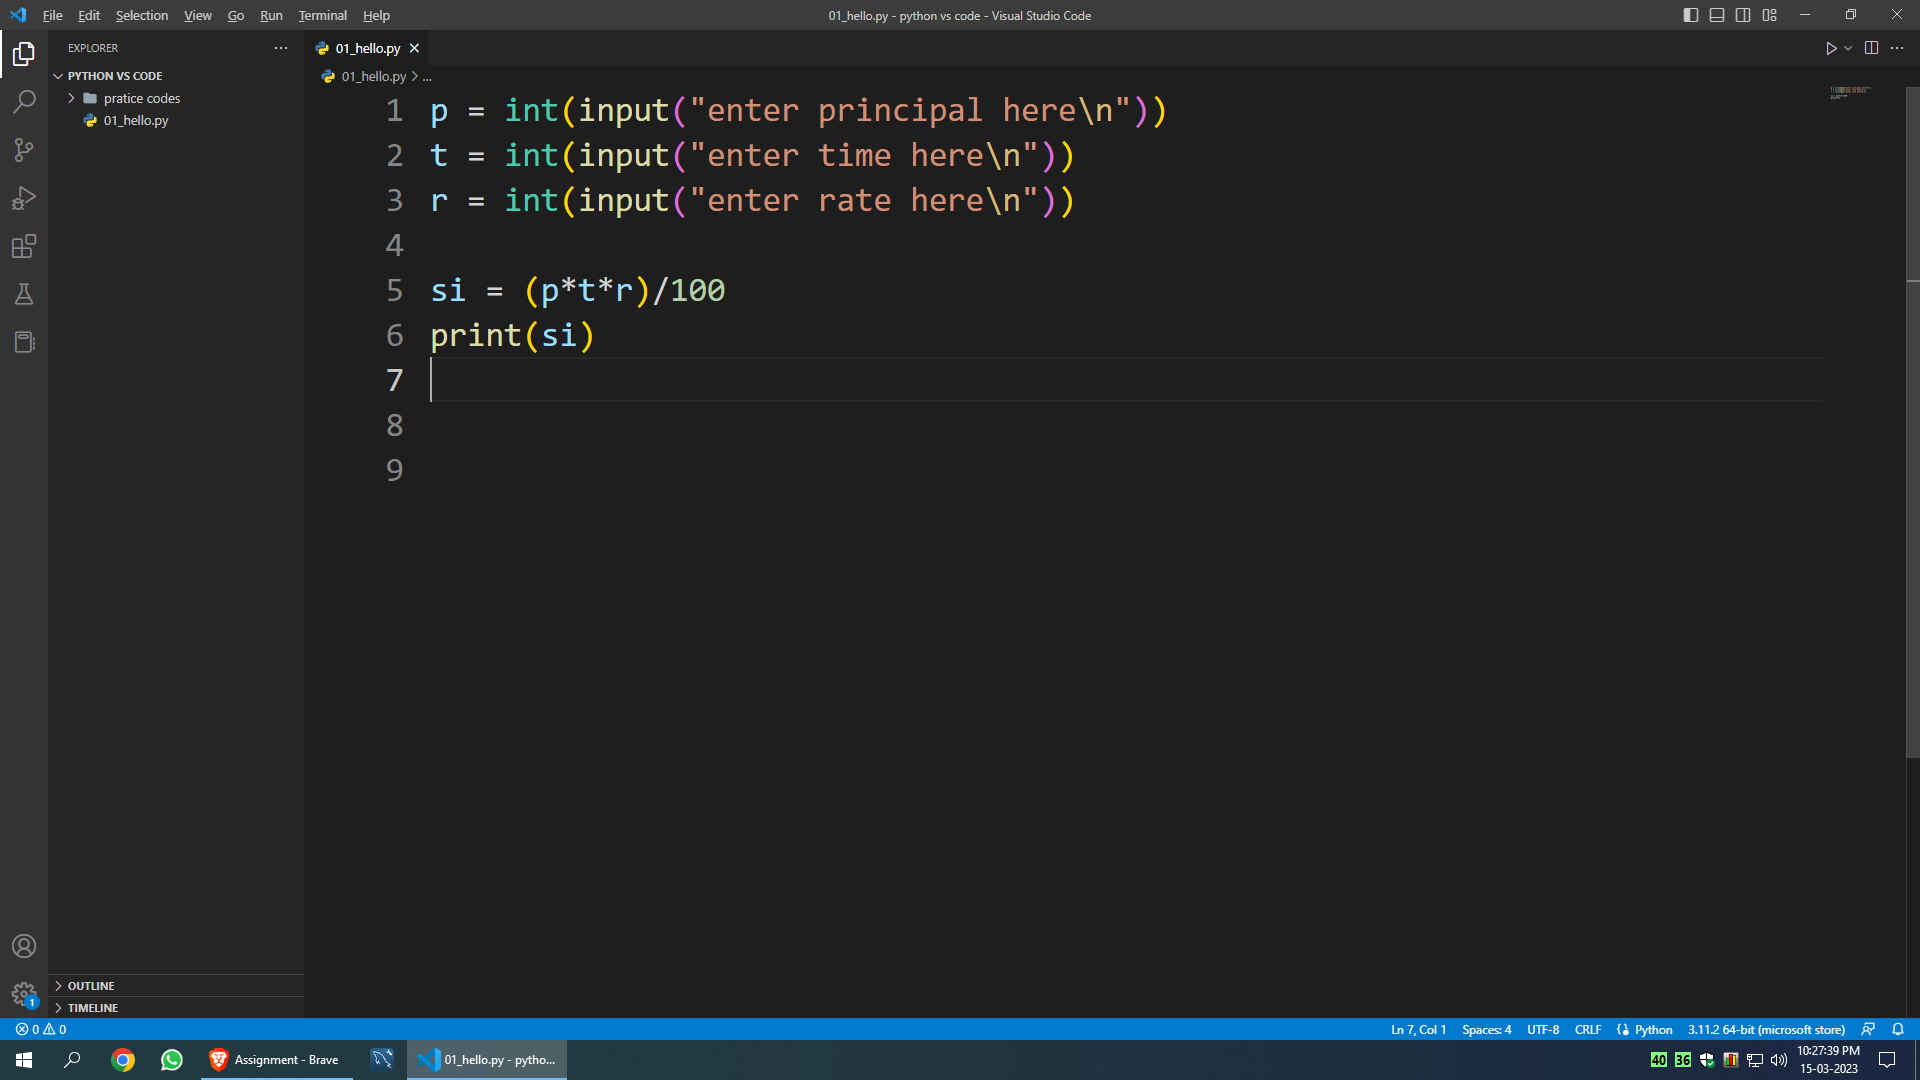 File Edit Selection View Go Run Terminal Help
01_hello.py - python vs code - Visual Studio Code
EXPLORER
PYTHON VS CODE
pratice codes
01_hello.py
OUTLINE
TIMELINE
01_hello.py
01_hello.py > ...
1 p = int(input("enter principal here\n"))
2 t = int(input("enter time here\n"))
3 r = int(input("enter rate here\n"))
4
5 si = (p*t*r)/100
6 print(si)
7
8
9
1
0 0
Ln 7, Col 1 Spaces: 4 UTF-8 CRLF Python 3.11.2 64-bit (microsoft store)
Assignment - Brave
01_hello.py - pytho...
40 36
10:27:39 PM
15-03-2023